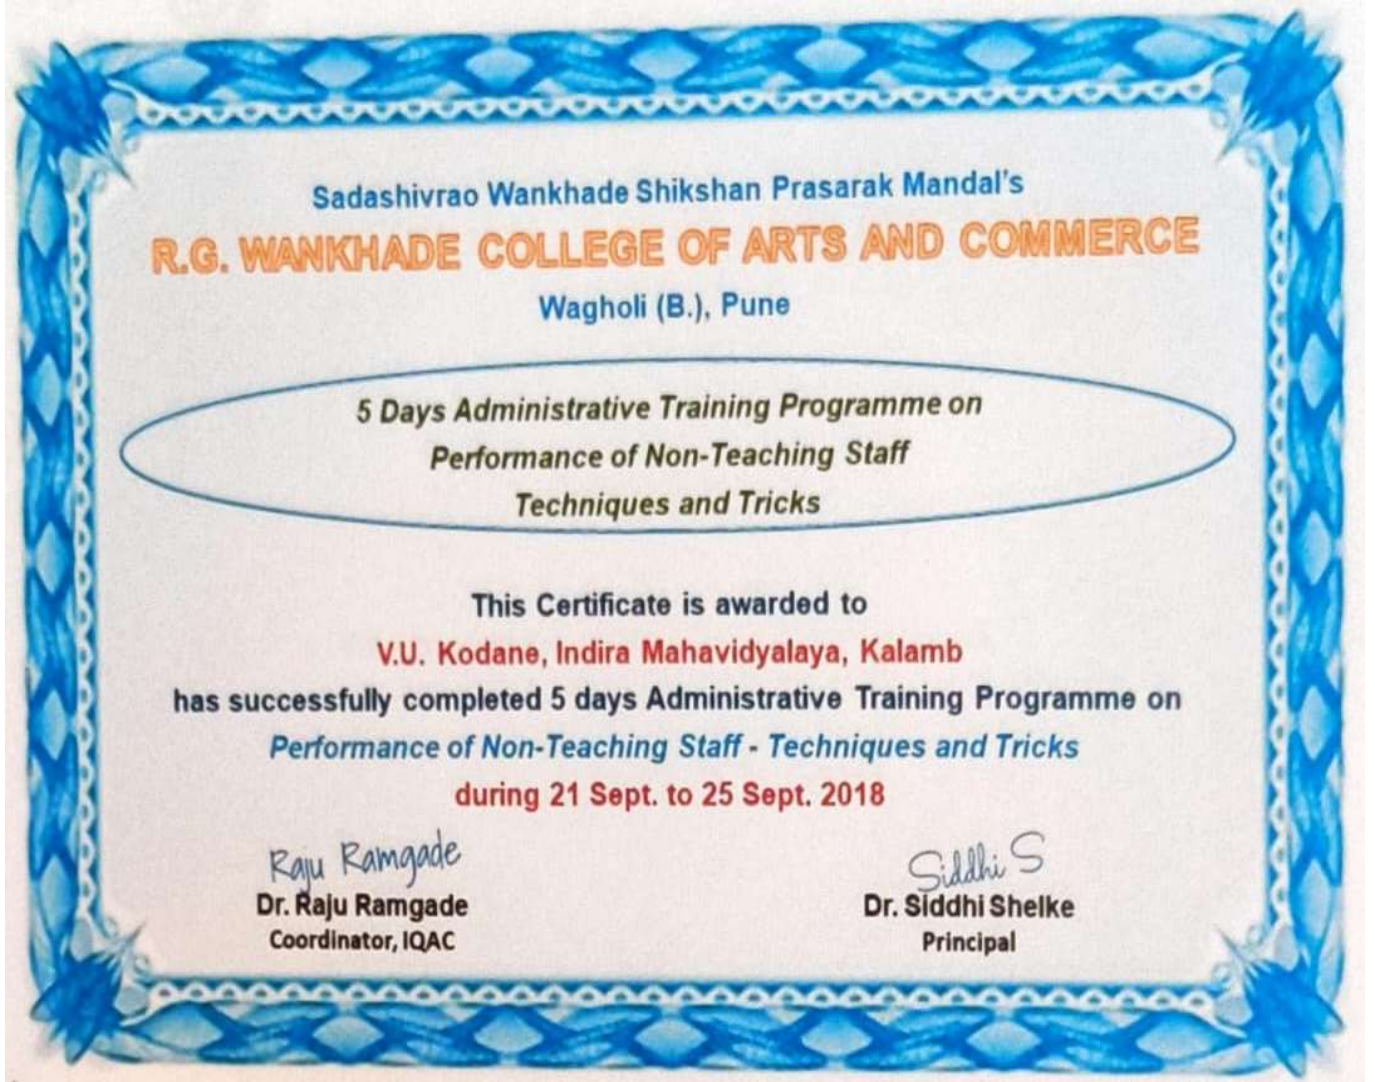 Sadashivrao Wankhade Shikshan Prasarak Mandal's
R.G. WANKHADE COLLEGE OF ARTS AND COMMERCE
Wagholi (B.), Pune
5 Days Administrative Training Programme on
Performance of Non-Teaching Staff
Techniques and Tricks
This Certificate is awarded to
V.U. Kodane, Indira Mahavidyalaya, Kalamb
has successfully completed 5 days Administrative Training Programme on
Performance of Non-Teaching Staff - Techniques and Tricks
during 21 Sept. to 25 Sept. 2018
Raju Ramgade
Dr. Raju Ramgade
Coordinator, IQAC
Siddhi S
Dr. Siddhi Shelke
Principal